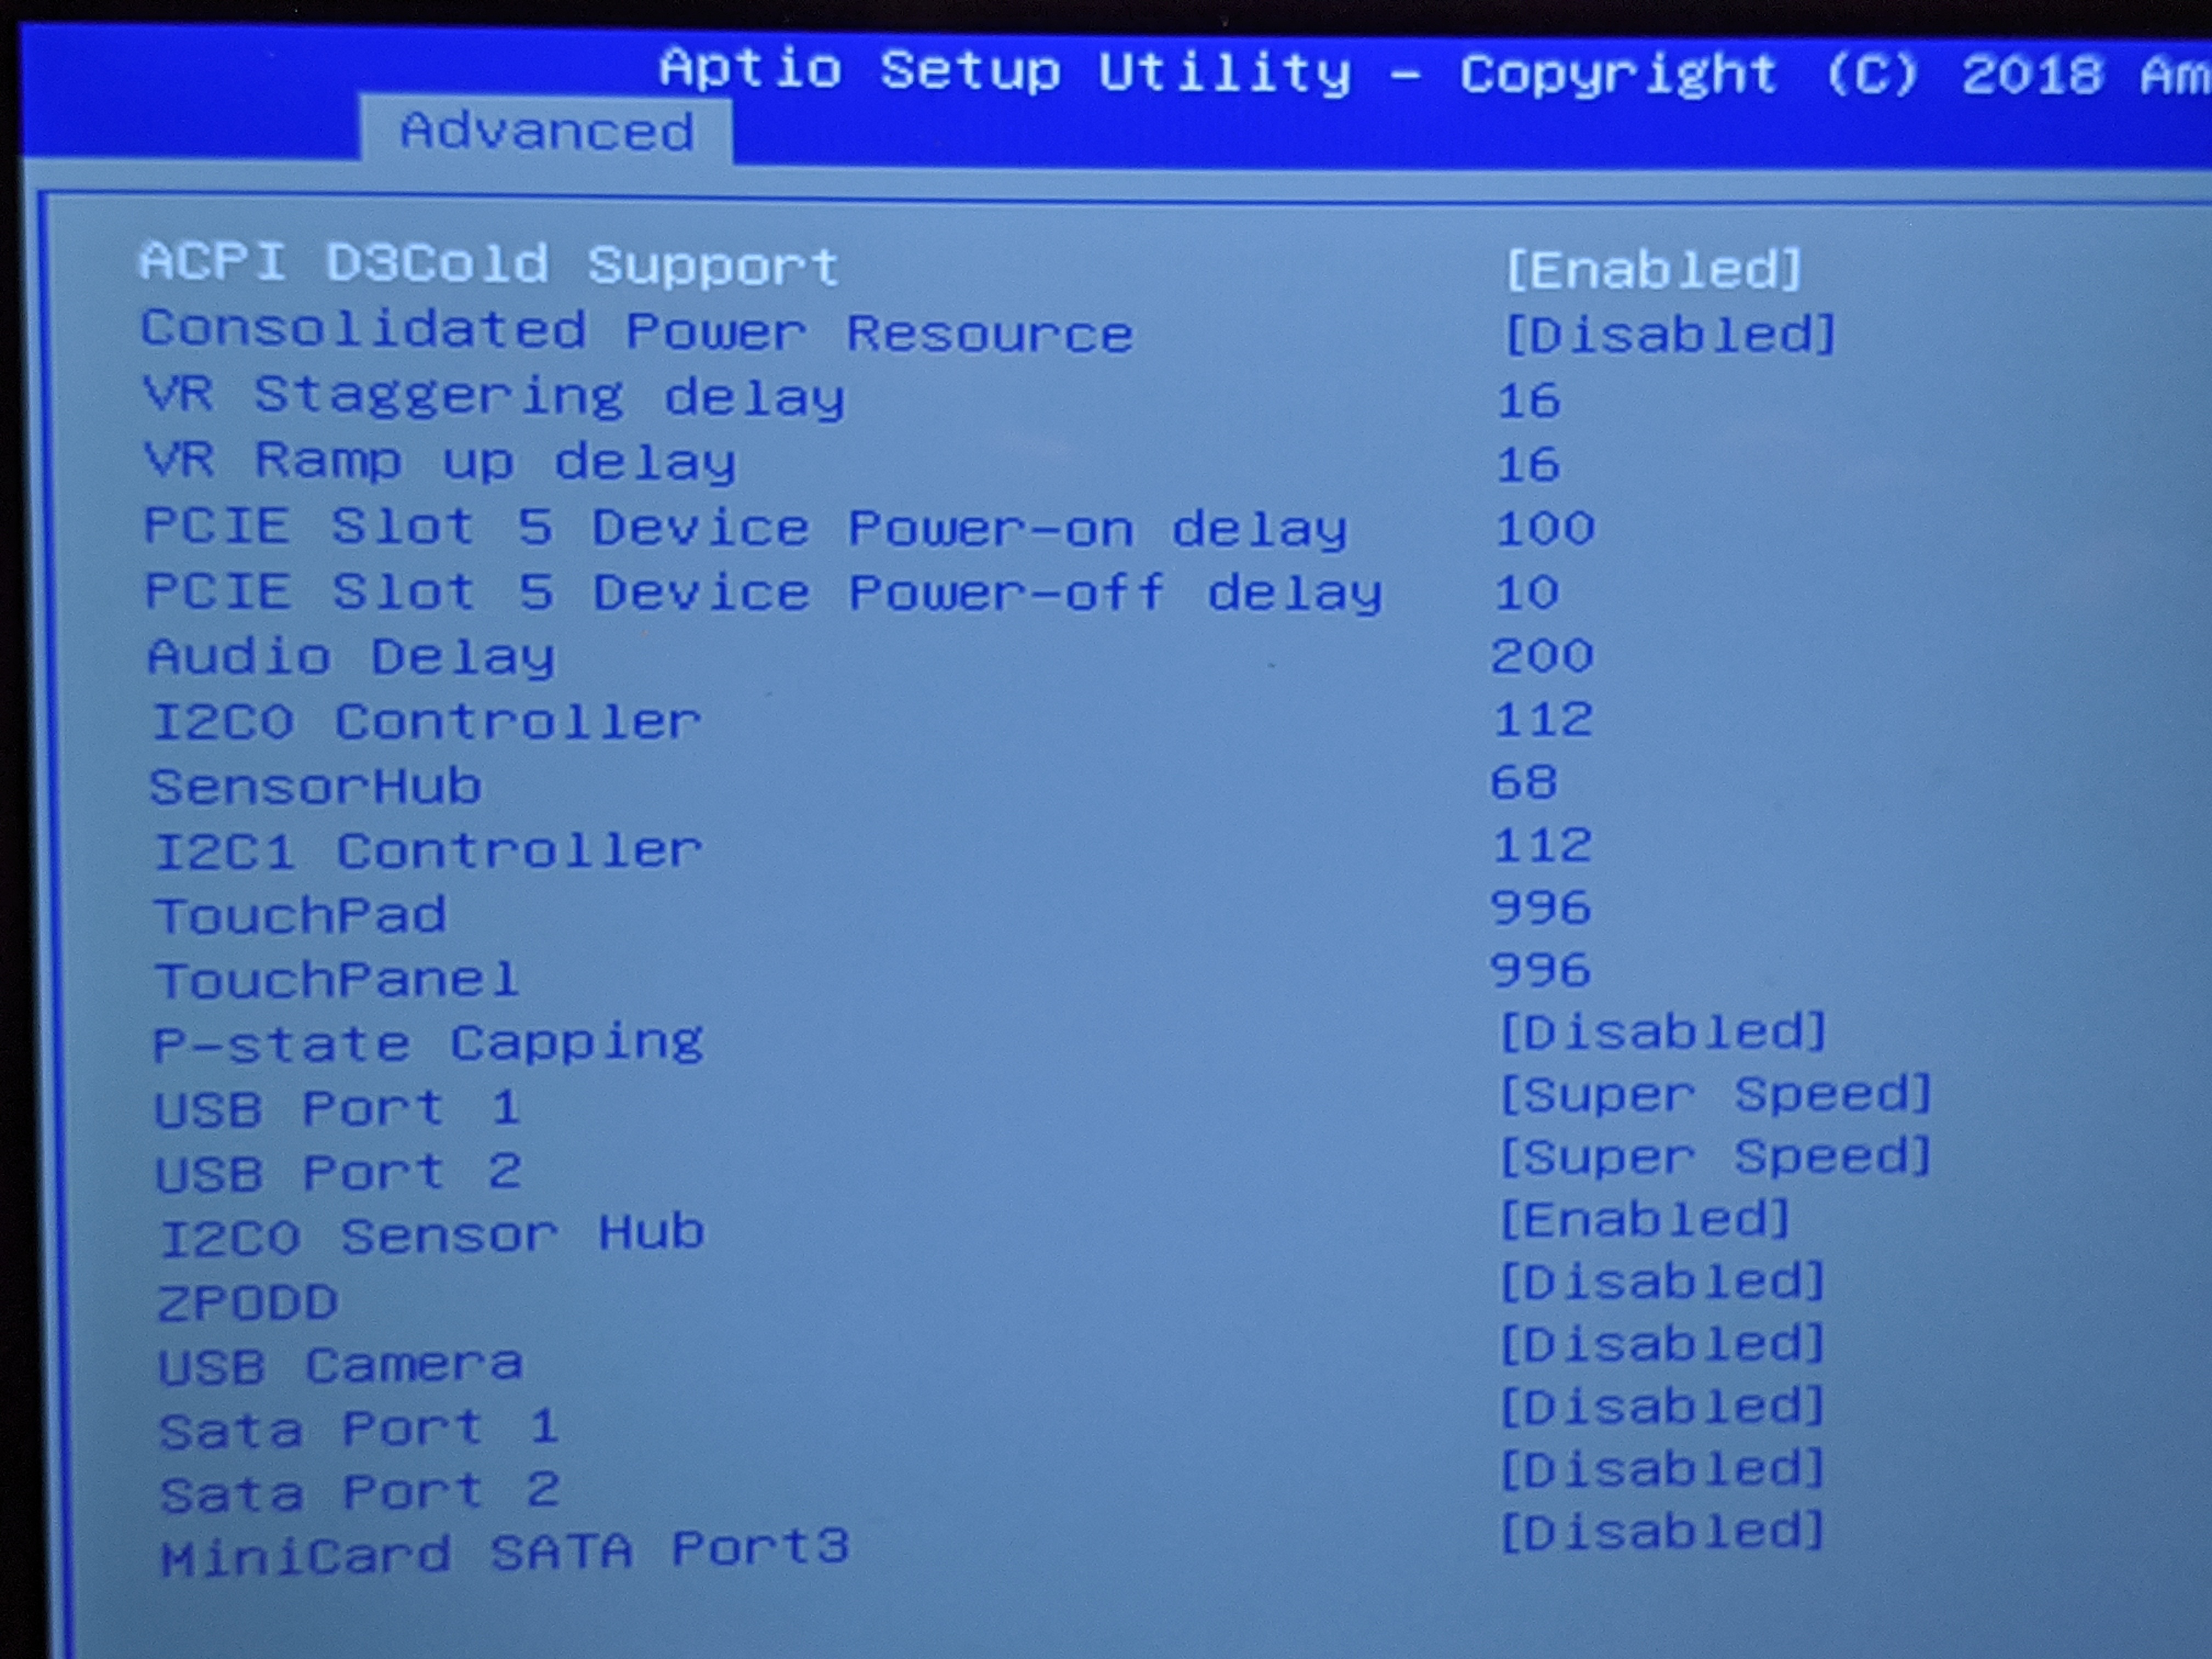 Aptio Setup Utility – Copyright (C) 2018 Am
Advanced
ACPI D3Cold Support [Enabled]
Consolidated Power Resource [Disabled]
VR Staggering delay 16
VR Ramp up delay 16
PCIE Slot 5 Device Power-on delay 100
PCIE Slot 5 Device Power-off delay 10
Audio Delay 200
I2C0 Controller 112
SensorHub 68
I2C1 Controller 112
TouchPad 996
TouchPanel 996
P-state Capping [Disabled]
USB Port 1 [Super Speed]
USB Port 2 [Super Speed]
I2C0 Sensor Hub [Enabled]
ZPODD [Disabled]
USB Camera [Disabled]
Sata Port 1 [Disabled]
Sata Port 2 [Disabled]
MiniCard SATA Port3 [Disabled]